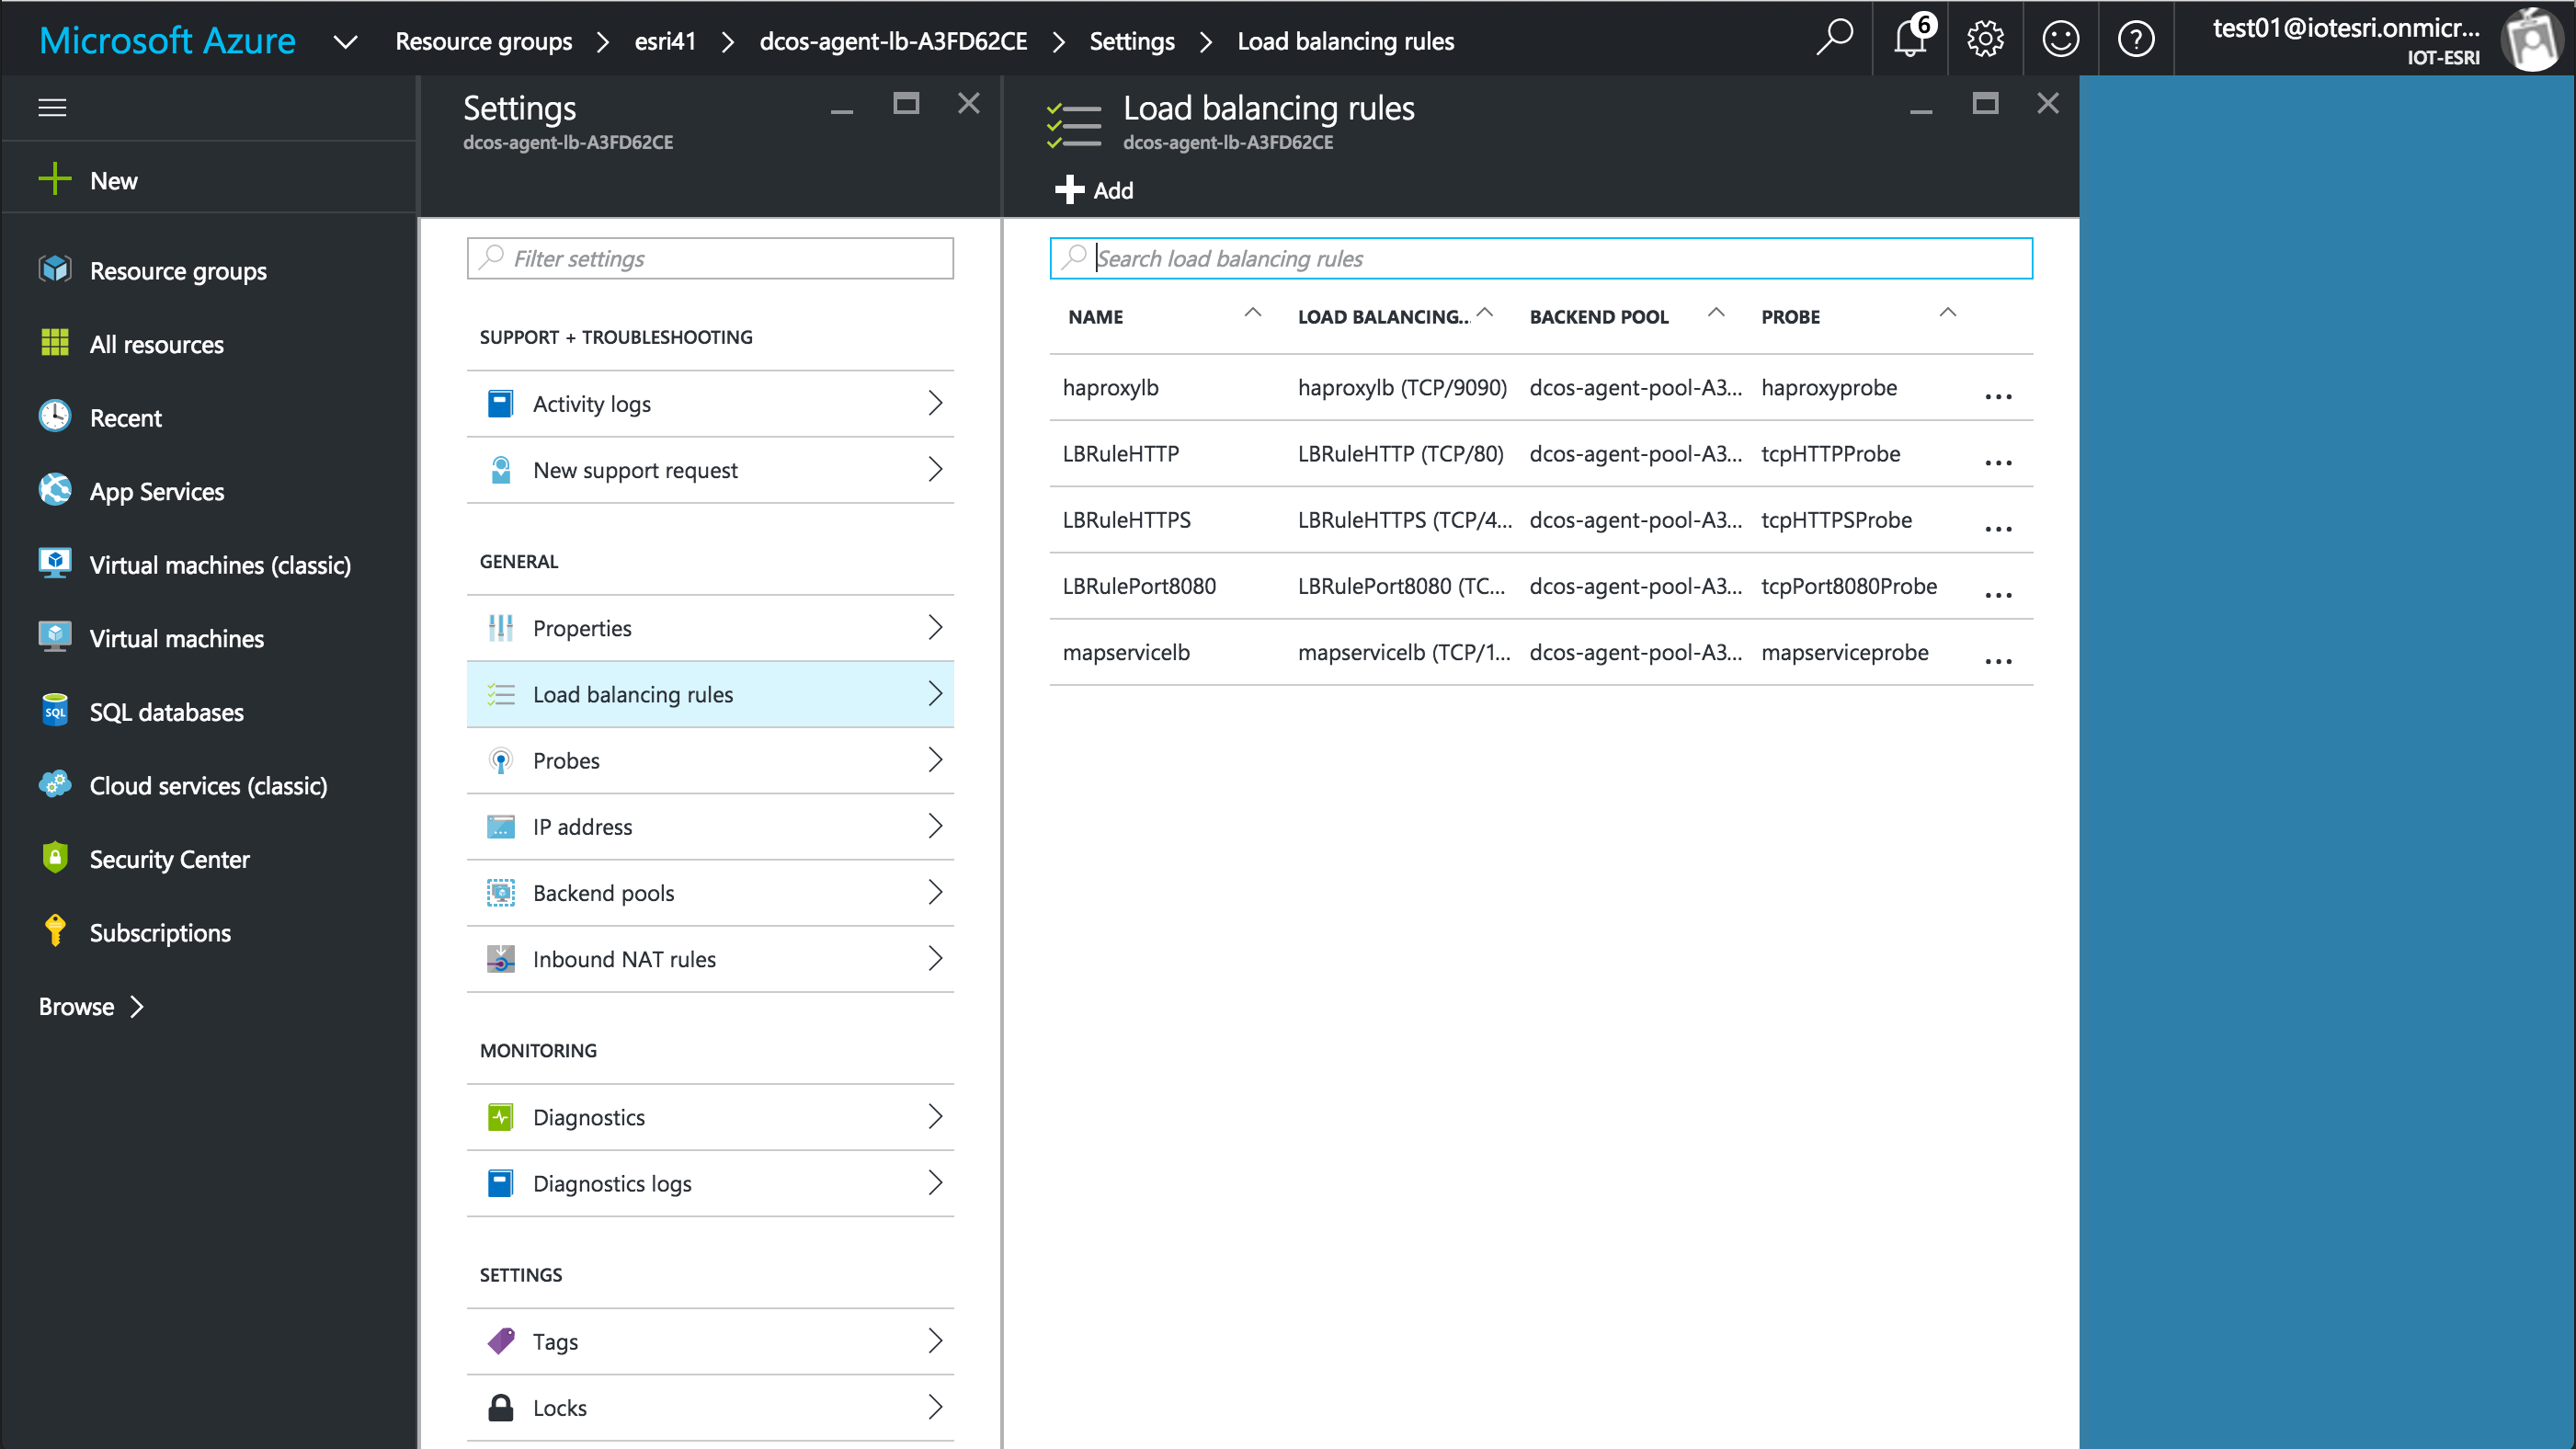 Microsoft Azure Resource groups esri41 dcos-agent-lb-A3FD62CE Settings Load balancing rules 6 test01@iotesri.onmicr...
IOT-ESRI
New
Resource groups
All resources
Recent
App Services
Virtual machines (classic)
Virtual machines
SQL
SQL databases
Cloud services (classic)
Security Center
Subscriptions
Browse
Settings
dcos-agent-lb-A3FD62CE
Filter settings
SUPPORT + TROUBLESHOOTING
Activity logs
New support request
GENERAL
Properties
Load balancing rules
Probes
IP address
Backend pools
Inbound NAT rules
MONITORING
Diagnostics
Diagnostics logs
SETTINGS
Tags
Locks
Load balancing rules
dcos-agent-lb-A3FD62CE
Add
Search load balancing rules
NAME LOAD BALANCING... BACKEND POOL PROBE
haproxylb haproxylb (TCP/9090) dcos-agent-pool-A3... haproxyprobe ...
LBRuleHTTP LBRuleHTTP (TCP/80) dcos-agent-pool-A3... tcpHTTPProbe ...
LBRuleHTTPS LBRuleHTTPS (TCP/4... dcos-agent-pool-A3... tcpHTTPSProbe ...
LBRulePort8080 LBRulePort8080 (TC... dcos-agent-pool-A3... tcpPort8080Probe ...
mapservicelb mapservicelb (TCP/1... dcos-agent-pool-A3... mapserviceprobe ...